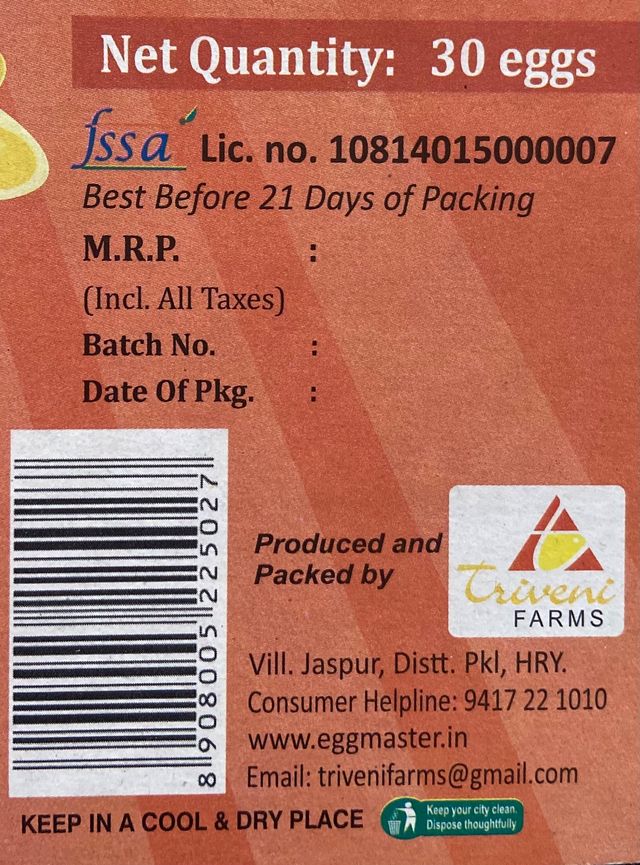 Net Quantity: 30 eggs
fssa Lic. no. 10814015000007
Best Before 21 Days of Packing
M.R.P. :
(Incl. All Taxes)
Batch No. :
Date Of Pkg. :
8908005225027
Produced and
Packed by
Triveni
FARMS
Vill. Jaspur, Distt. Pkl, HRY.
Consumer Helpline: 9417 22 1010
www.eggmaster.in
Email: trivenifarms@gmail.com
KEEP IN A COOL & DRY PLACE
Keep your city clean.
Dispose thoughtfully